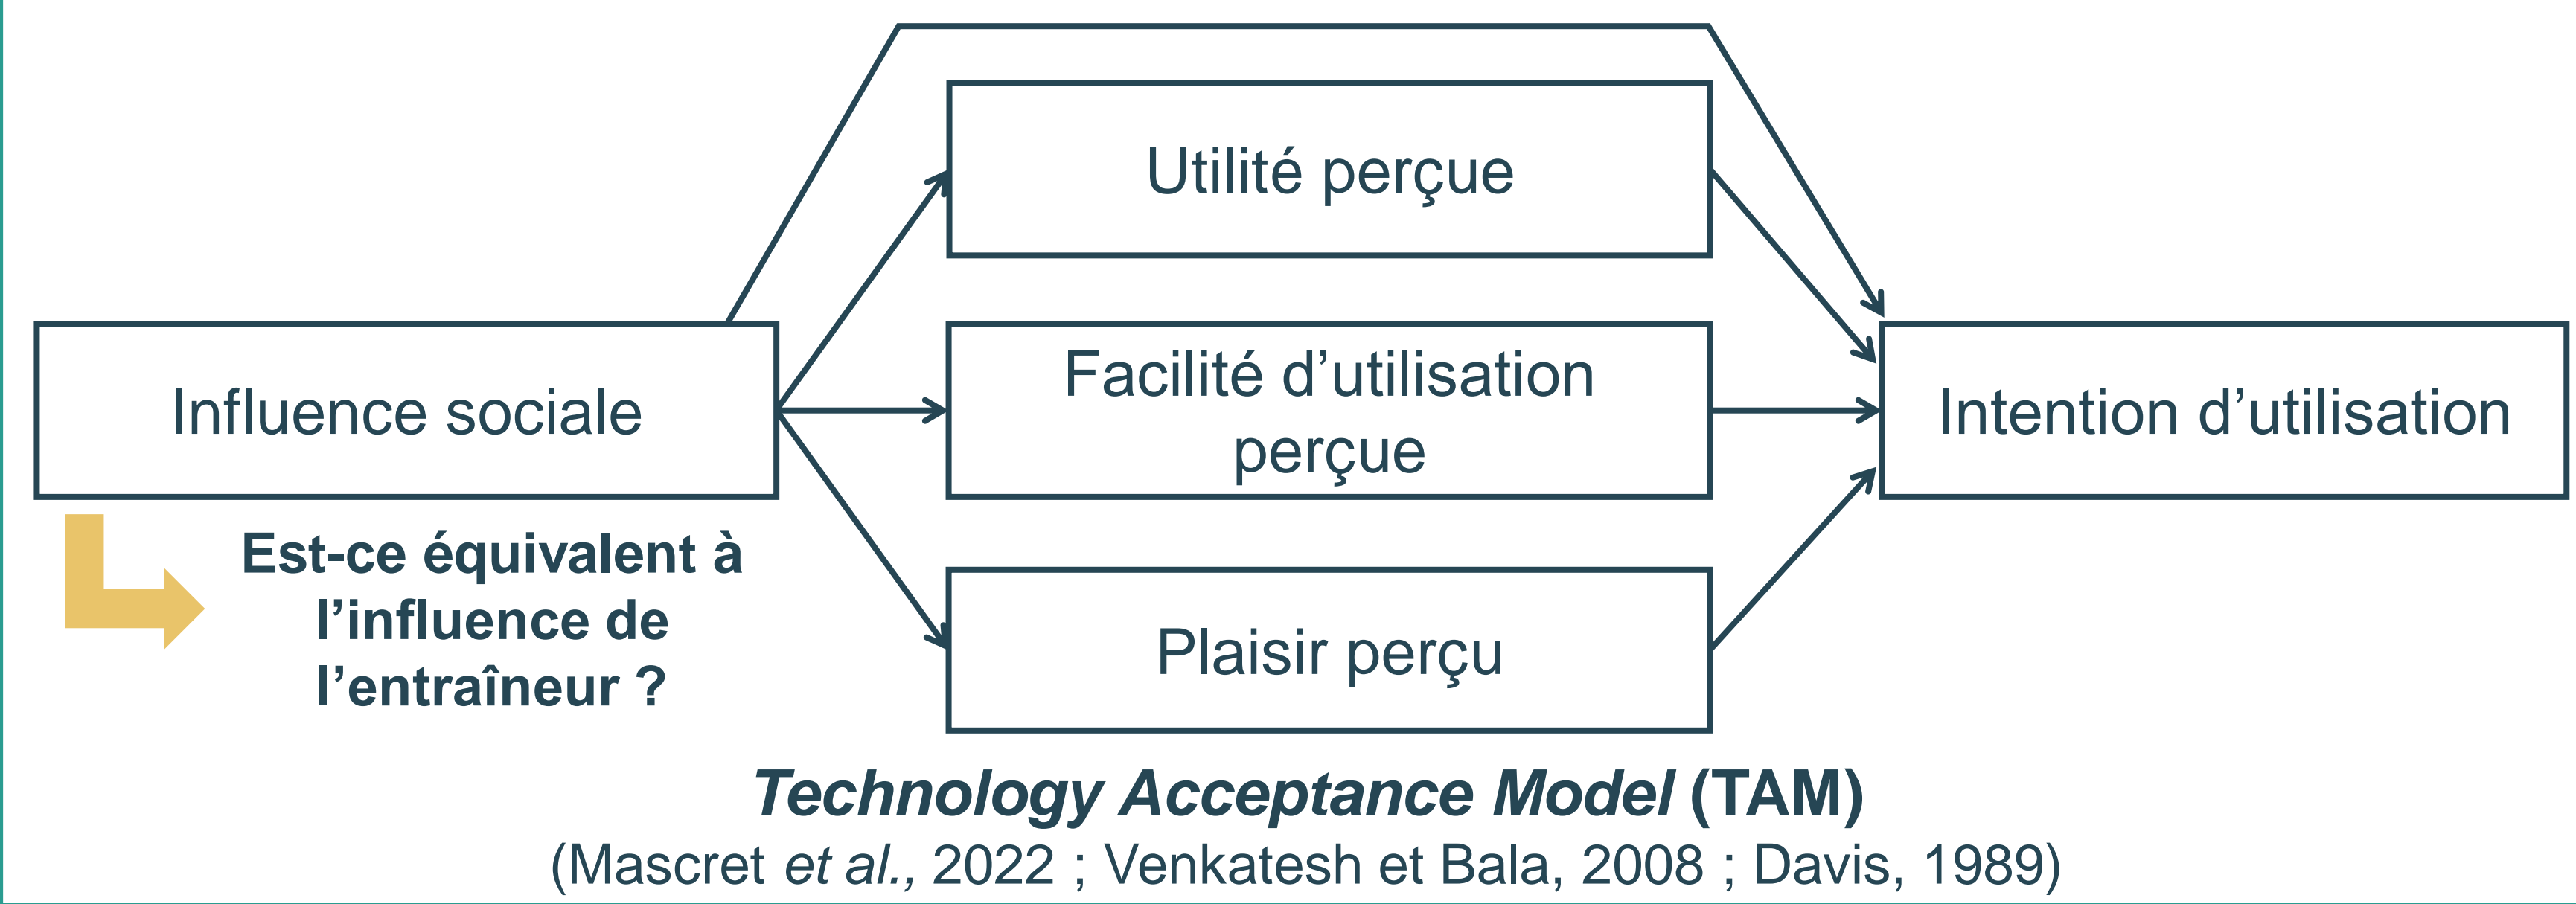 Utilité perçue
Influence sociale
Facilité d’utilisation
perçue
Intention d’utilisation
Est-ce équivalent à
l’influence de
l’entraîneur ?
Plaisir perçu
Technology Acceptance Model (TAM)
(Mascret et al., 2022 ; Venkatesh et Bala, 2008 ; Davis, 1989)